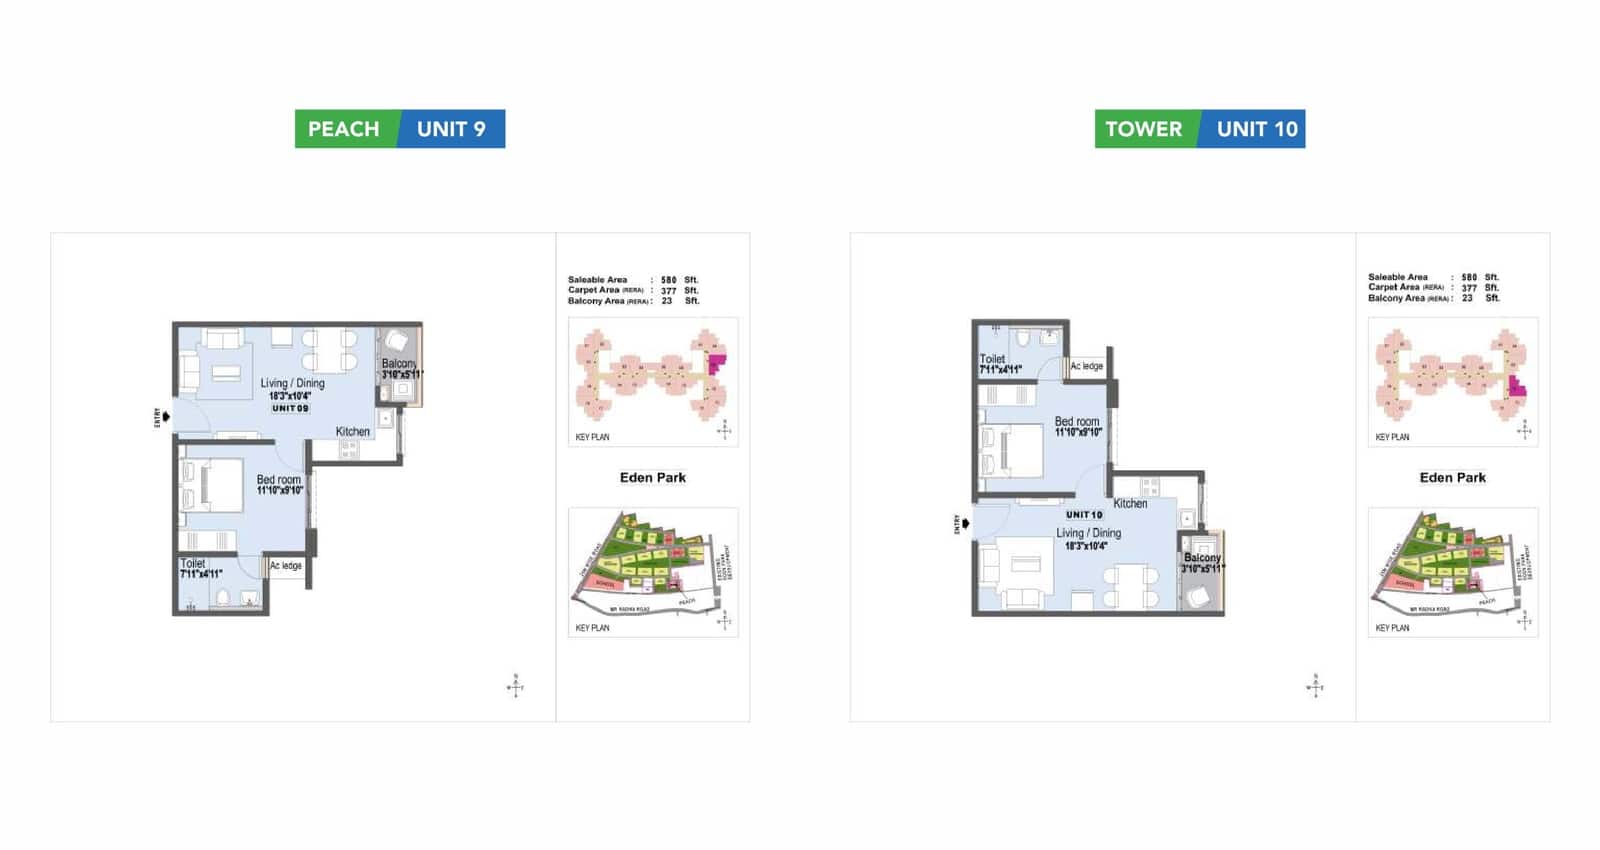 PEACH UNIT 9
Saleable Area : 580 Sft.
Carpet Area (RERA) : 377 Sft.
Balcony Area (RERA) : 23 Sft.
Balcony
3'10"x5'11"
Living / Dining
18'3"x10'4"
UNIT 09
ENTRY
Kitchen
Bed room
11'10"x9'10"
Toilet
7'11"x4'11"
Ac ledge
N
W E
KEY PLAN
Eden Park
SCHOOL
PEACH
KEY PLAN
TOWER UNIT 10
Saleable Area : 580 Sft.
Carpet Area (RERA) : 377 Sft.
Balcony Area (RERA) : 23 Sft.
Toilet
7'11"x4'11"
Ac ledge
Bed room
11'10"x9'10"
Kitchen
ENTRY
UNIT 10
Living / Dining
18'3"x10'4"
Balcony
3'10"x5'11"
N
W E
KEY PLAN
Eden Park
SCHOOL
PEACH
KEY PLAN